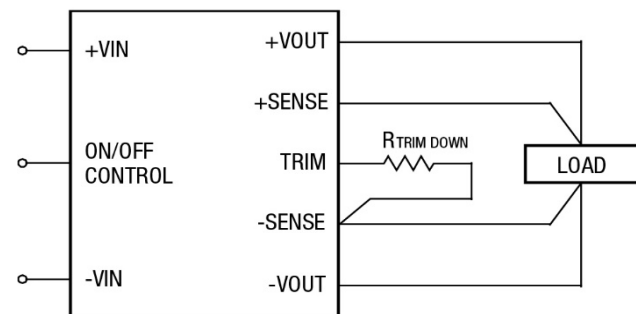 +VIN
ON/OFF
CONTROL
-VIN
+VOUT
+SENSE
TRIM
-SENSE
-VOUT
RTRIM DOWN
LOAD